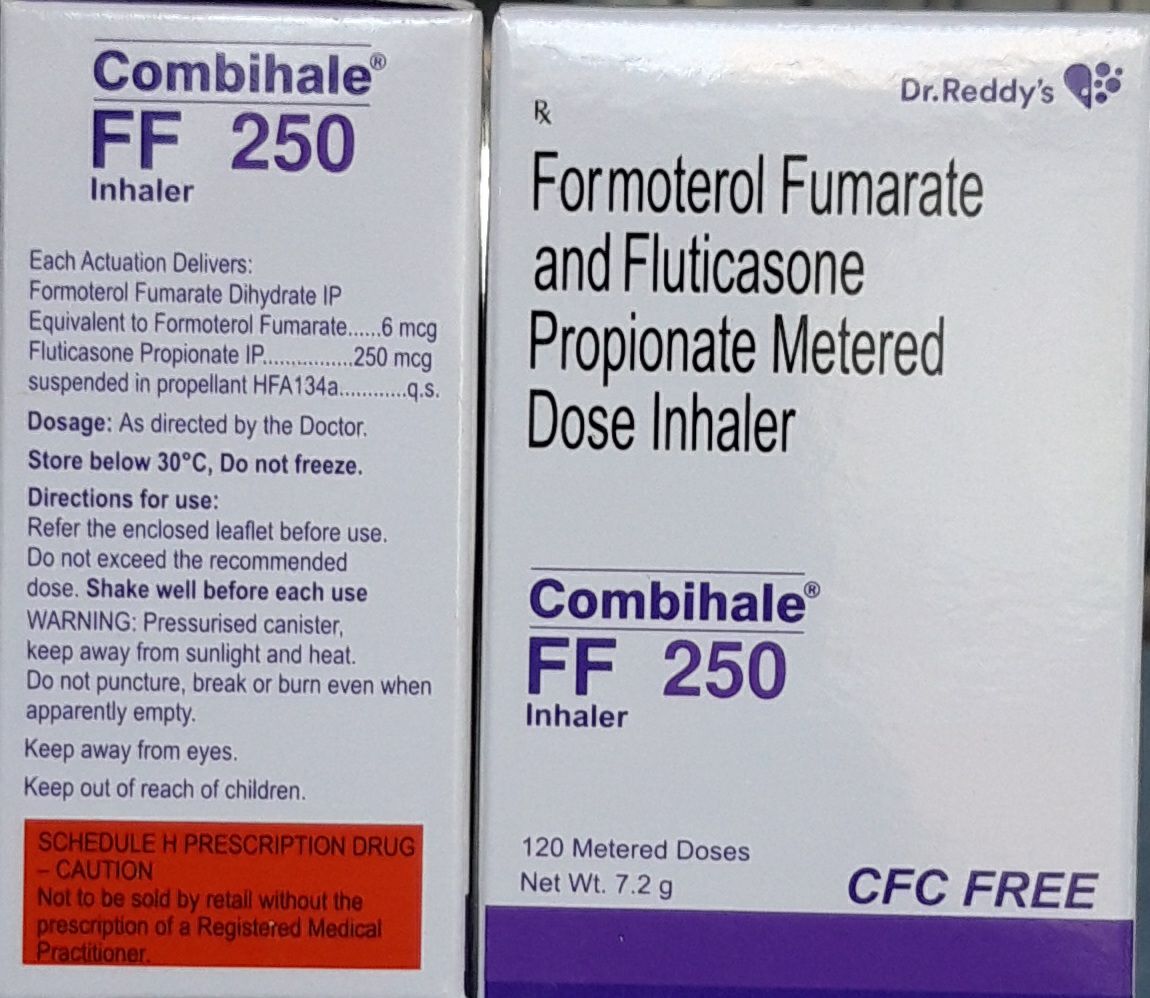 Combihale®
FF 250
Inhaler
Each Actuation Delivers:
Formoterol Fumarate Dihydrate IP
Equivalent to Formoterol Fumarate......6 mcg
Fluticasone Propionate IP................250 mcg
suspended in propellant HFA134a............q.s.
Dosage: As directed by the Doctor.
Store below 30°C, Do not freeze.
Directions for use:
Refer the enclosed leaflet before use.
Do not exceed the recommended
dose. Shake well before each use
WARNING: Pressurised canister,
keep away from sunlight and heat.
Do not puncture, break or burn even when
apparently empty.
Keep away from eyes.
Keep out of reach of children.
SCHEDULE H PRESCRIPTION DRUG
– CAUTION
Not to be sold by retail without the
prescription of a Registered Medical
Practitioner.
Dr.Reddy's
Rx
Formoterol Fumarate
and Fluticasone
Propionate Metered
Dose Inhaler
Combihale®
FF 250
Inhaler
120 Metered Doses
Net Wt. 7.2 g
CFC FREE